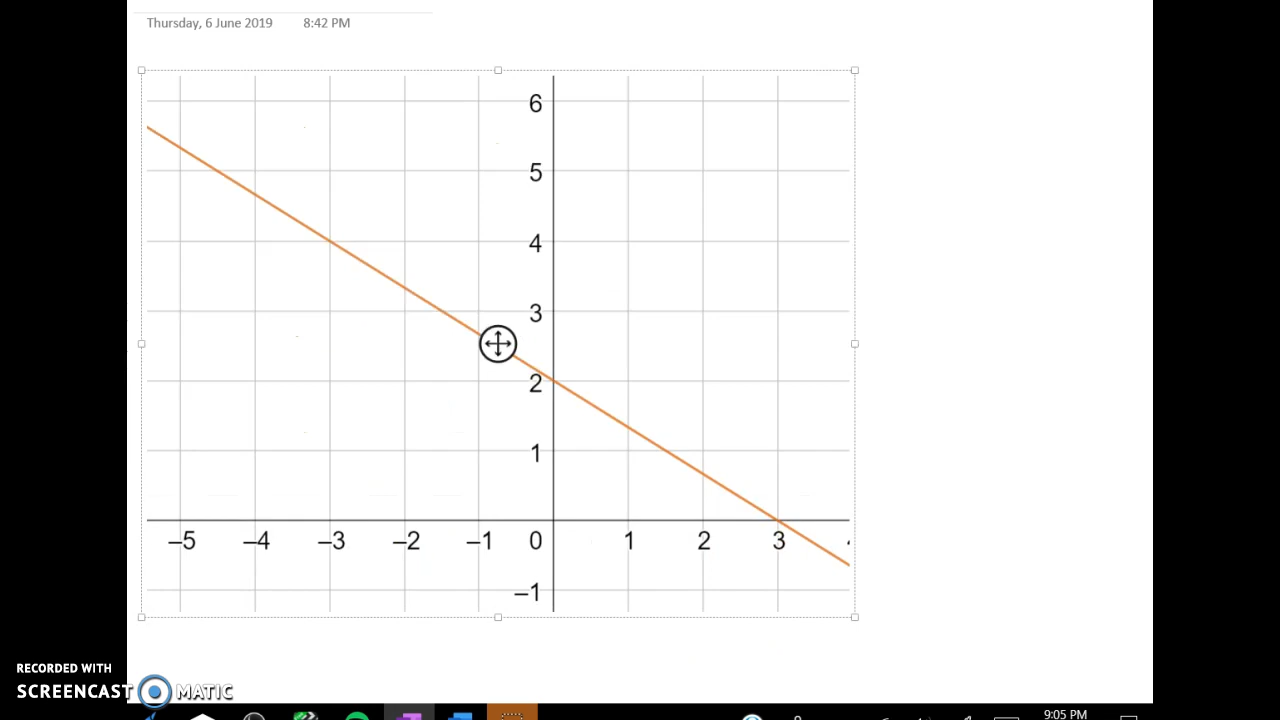 Thursday, 6 June 2019 8:42 PM
6
5
4
3
2
1
–5 –4 –3 –2 –1 0 1 2 3
–1
RECORDED WITH
SCREENCAST MATIC
9:05 PM